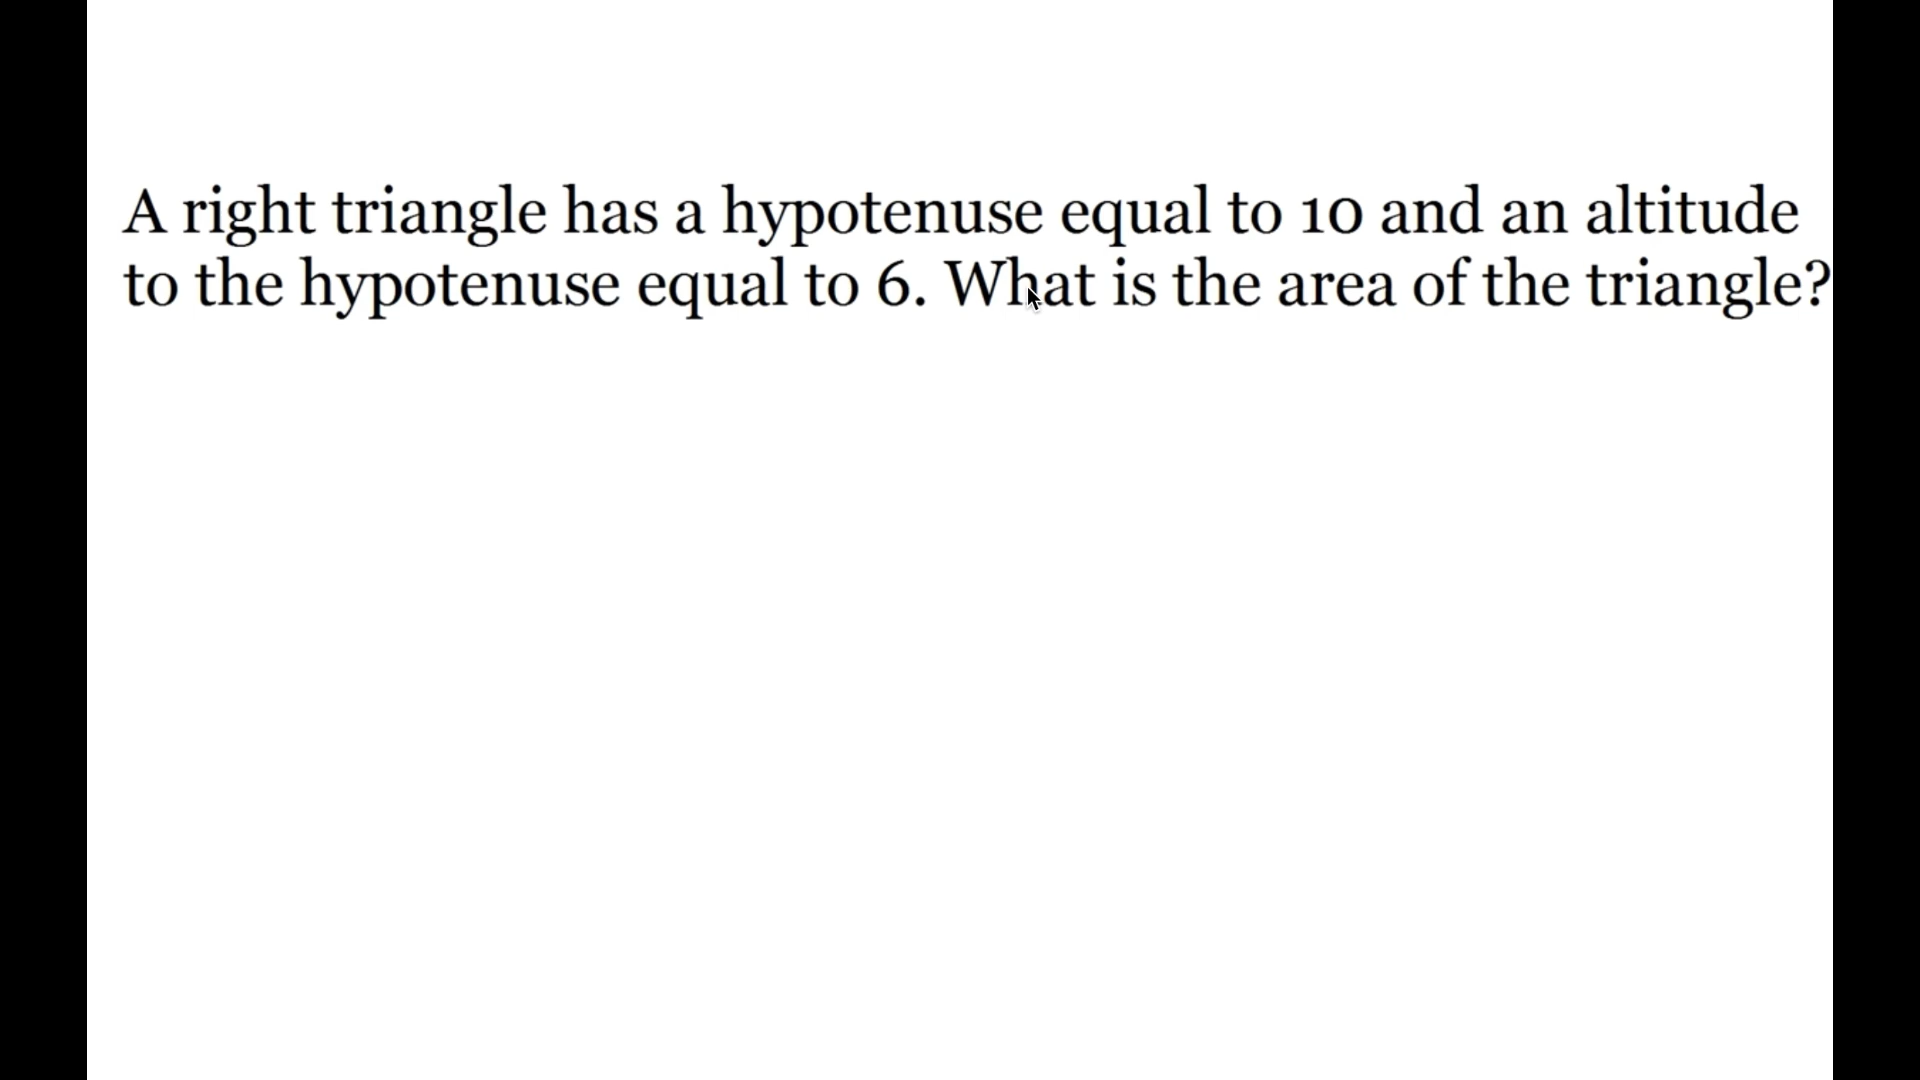 A right triangle has a hypotenuse equal to 10 and an altitude
to the hypotenuse equal to 6. What is the area of the triangle?